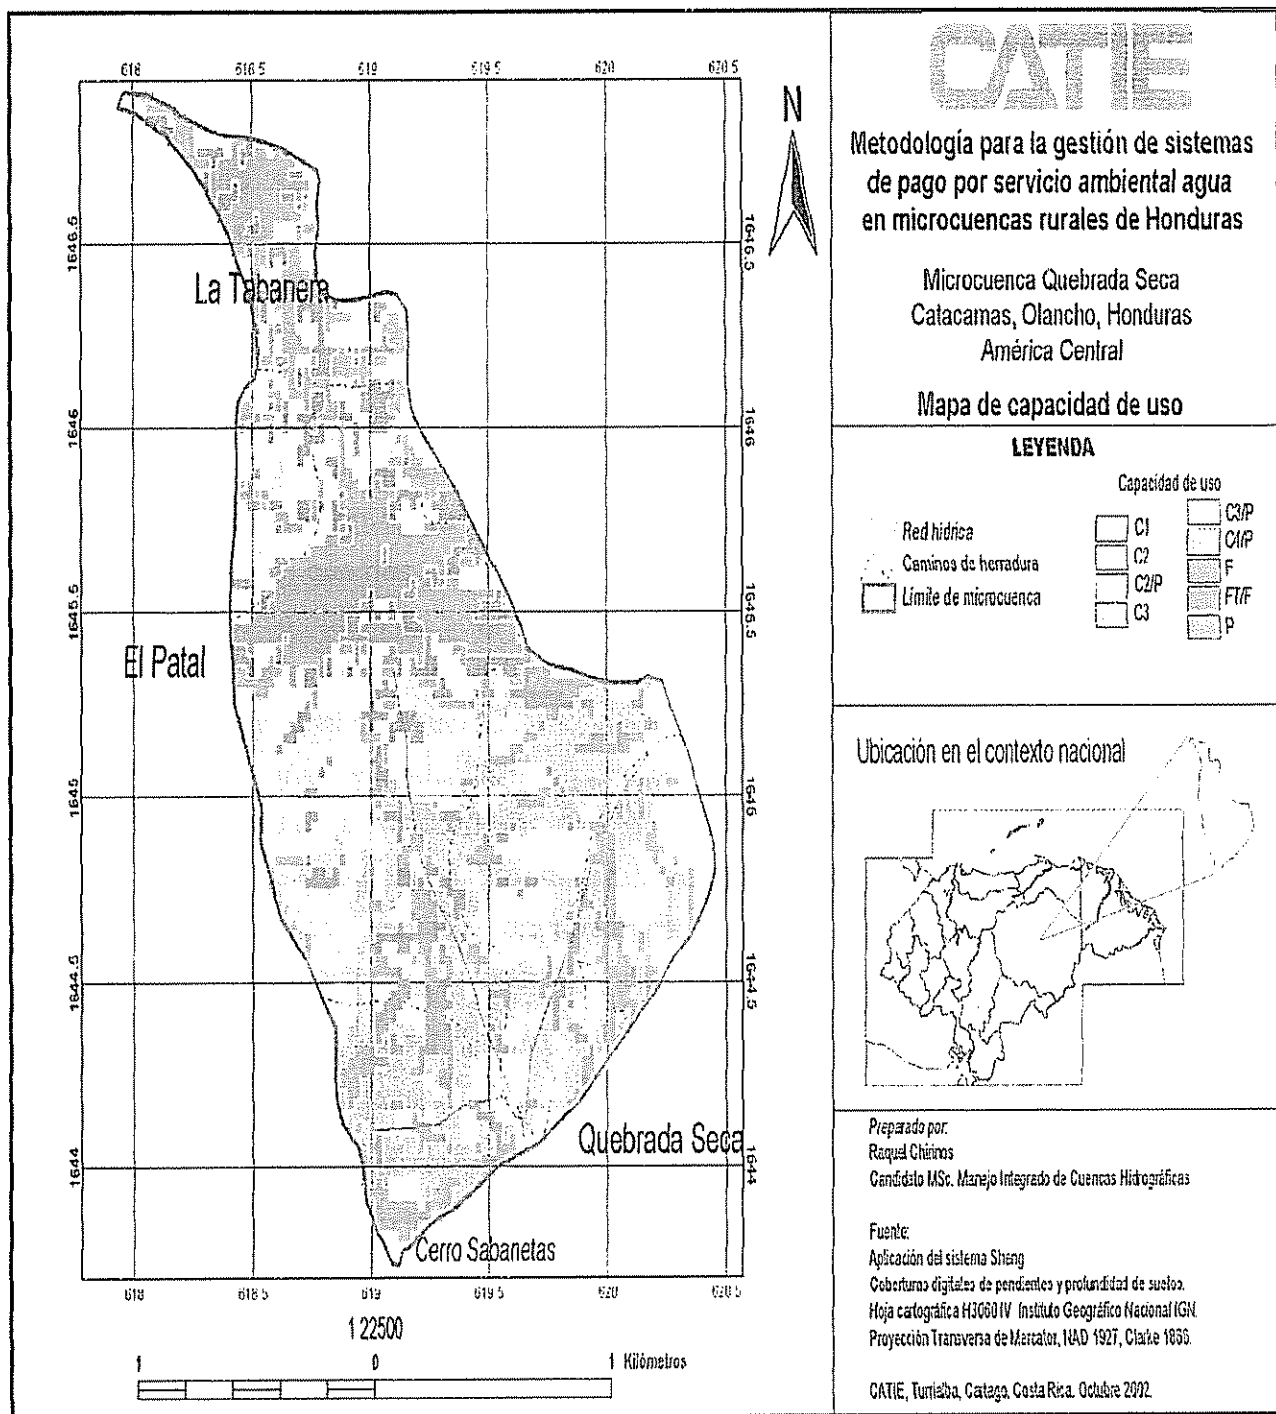 CATIE
Metodología para la gestión de sistemas
de pago por servicio ambiental agua
en microcuencas rurales de Honduras
Microcuenca Quebrada Seca
Catacamas, Olancho, Honduras
América Central
Mapa de capacidad de uso
LEYENDA
Capacidad de uso
Red hídrica
Caminos de herradura
Límite de microcuenca
C1
C2
C2/P
C3
C3/P
C4/P
F
FT/F
P
Ubicación en el contexto nacional
Preparado por:
Raquel Chirinos
Candidato MSc. Manejo Integrado de Cuencas Hidrográficas
Fuente:
Aplicación del sistema Sheng
Coberturas digitales de pendientes y profundidad de suelos.
Hoja cartográfica H3060 IV Instituto Geográfico Nacional IGN.
Proyección Transversa de Mercator, NAD 1927, Clarke 1866.
CATIE, Turrialba, Cartago, Costa Rica. Octubre 2002.
618 618.5 619 619.5 620 620.5
N
1646.5 1646.5
La Tabanera
1646 1646
1645.5 1645.5
El Patal
1645 1645
1644.5 1644.5
Quebrada Seca
1644 1644
Cerro Sabanetas
618 618.5 619 619.5 620 620.5
1 22500
1 0 1 Kilómetros